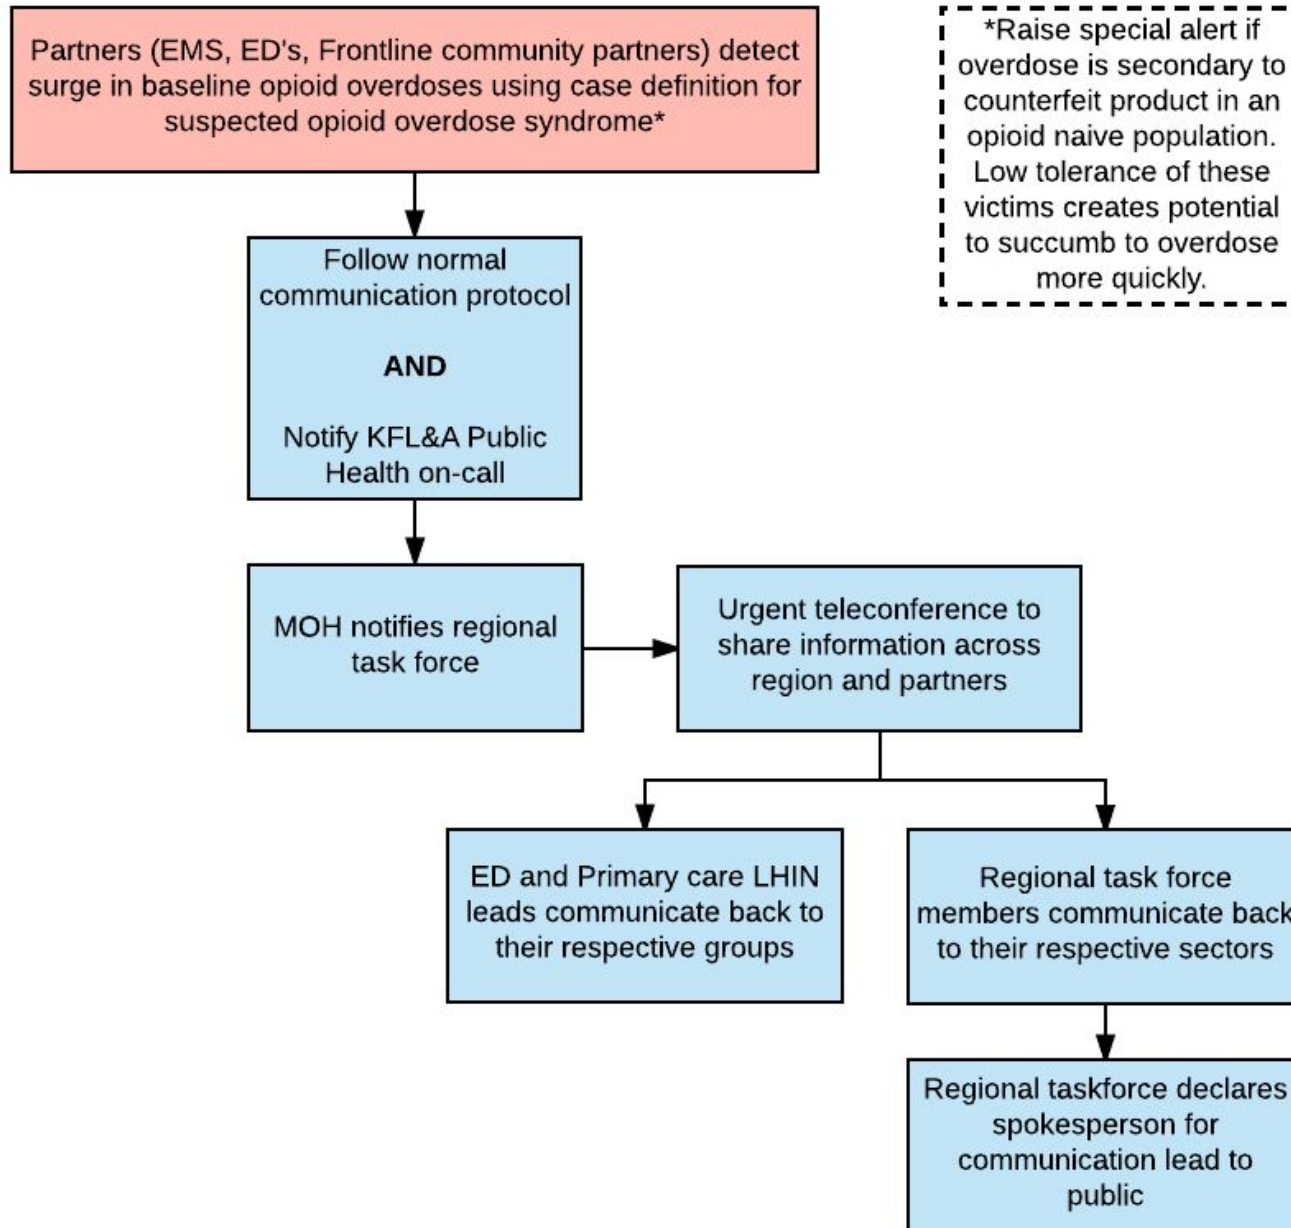 Partners (EMS, ED's, Frontline community partners) detect
surge in baseline opioid overdoses using case definition for
suspected opioid overdose syndrome*
*Raise special alert if
overdose is secondary to
counterfeit product in an
opioid naive population.
Low tolerance of these
victims creates potential
to succumb to overdose
more quickly.
Follow normal
communication protocol
AND
Notify KFL&A Public
Health on-call
MOH notifies regional
task force
Urgent teleconference to
share information across
region and partners
ED and Primary care LHIN
leads communicate back to
their respective groups
Regional task force
members communicate back
to their respective sectors
Regional taskforce declares
spokesperson for
communication lead to
public